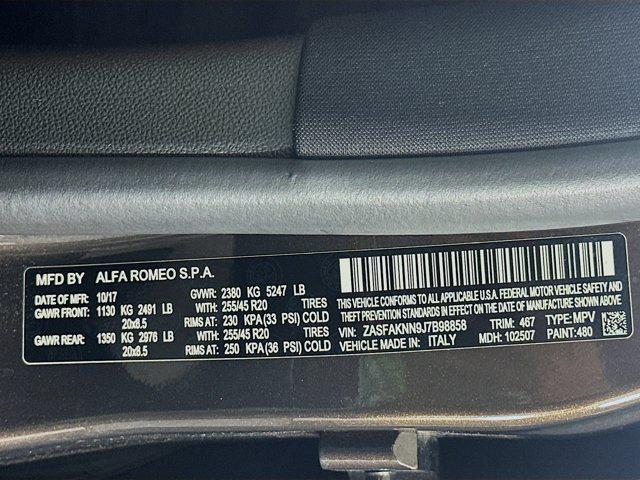 MFD BY ALFA ROMEO S.P.A.
DATE OF MFR: 10/17 GVWR: 2380 KG 5247 LB
GAWR FRONT: 1130 KG 2491 LB WITH: 255/45 R20 TIRES
20x8.5 RIMS AT: 230 KPA (33 PSI) COLD
GAWR REAR: 1350 KG 2976 LB WITH: 255/45 R20 TIRES
20x8.5 RIMS AT: 250 KPA (36 PSI) COLD
THIS VEHICLE CONFORMS TO ALL APPLICABLE U.S.A. FEDERAL MOTOR VEHICLE SAFETY AND
THEFT PREVENTION STANDARDS IN EFFECT ON THE DATE OF MANUFACTURE SHOWN ABOVE.
VIN: ZASFAKNN9J7B98858 TRIM: 467 TYPE: MPV
VEHICLE MADE IN: ITALY MDH: 102507 PAINT: 480